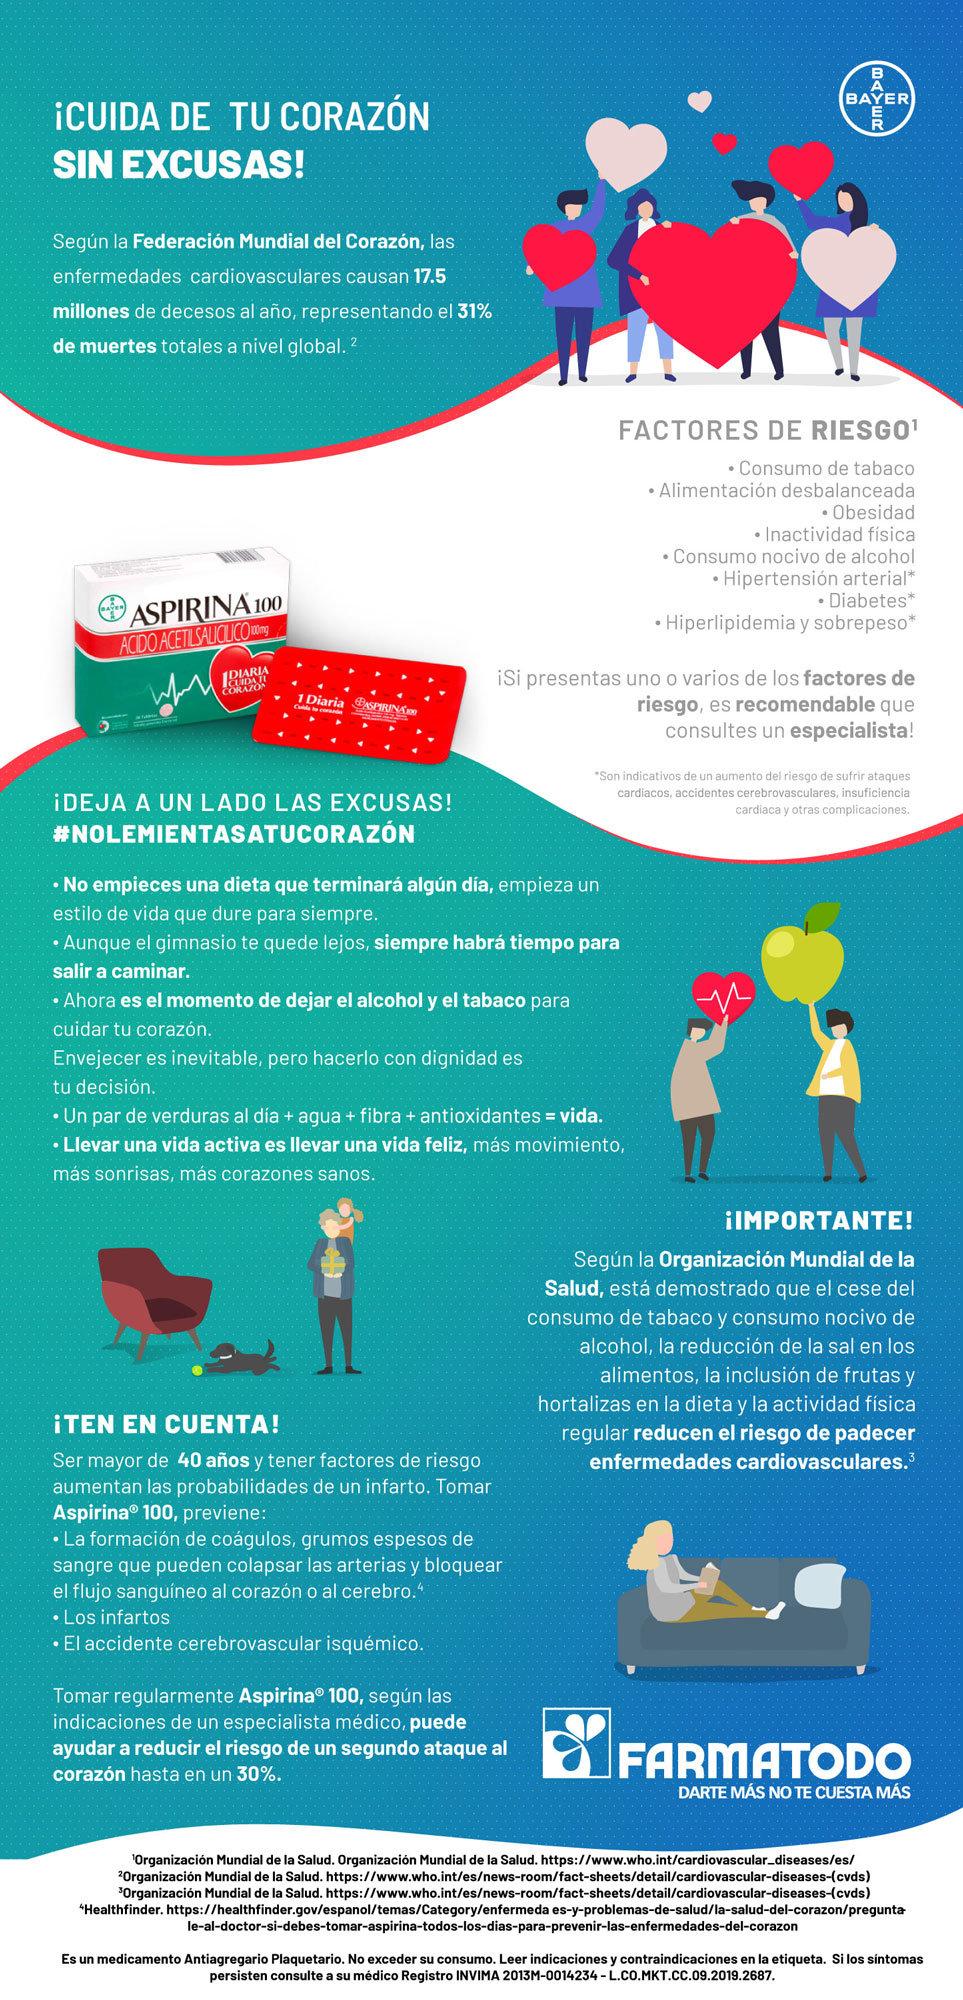 BAYER
BAYER
¡CUIDA DE TU CORAZÓN
SIN EXCUSAS!
Según la Federación Mundial del Corazón, las
enfermedades cardiovasculares causan 17.5
millones de decesos al año, representando el 31%
de muertes totales a nivel global. ²
FACTORES DE RIESGO¹
• Consumo de tabaco
• Alimentación desbalanceada
• Obesidad
• Inactividad física
• Consumo nocivo de alcohol
• Hipertensión arterial*
• Diabetes*
• Hiperlipidemia y sobrepeso*
BAYER
BAYER
ASPIRINA® 100
ACIDO ACETILSALICILICO 100mg
1 DIARIA
CUIDA TU
CORAZÓN
1 Diaria
Cuida tu corazón
ASPIRINA 100
¡Si presentas uno o varios de los factores de
riesgo, es recomendable que
consultes un especialista!
*Son indicativos de un aumento del riesgo de sufrir ataques
cardíacos, accidentes cerebrovasculares, insuficiencia
cardiaca y otras complicaciones.
¡DEJA A UN LADO LAS EXCUSAS!
#NOLEMIENTASATUCORAZÓN
• No empieces una dieta que terminará algún día, empieza un
estilo de vida que dure para siempre.
• Aunque el gimnasio te quede lejos, siempre habrá tiempo para
salir a caminar.
• Ahora es el momento de dejar el alcohol y el tabaco para
cuidar tu corazón.
Envejecer es inevitable, pero hacerlo con dignidad es
tu decisión.
• Un par de verduras al día + agua + fibra + antioxidantes = vida.
• Llevar una vida activa es llevar una vida feliz, más movimiento,
más sonrisas, más corazones sanos.
¡IMPORTANTE!
Según la Organización Mundial de la
Salud, está demostrado que el cese del
consumo de tabaco y consumo nocivo de
alcohol, la reducción de la sal en los
alimentos, la inclusión de frutas y
hortalizas en la dieta y la actividad física
regular reducen el riesgo de padecer
enfermedades cardiovasculares.³
¡TEN EN CUENTA!
Ser mayor de 40 años y tener factores de riesgo
aumentan las probabilidades de un infarto. Tomar
Aspirina® 100, previene:
• La formación de coágulos, grumos espesos de
sangre que pueden colapsar las arterias y bloquear
el flujo sanguíneo al corazón o al cerebro.⁴
• Los infartos
• El accidente cerebrovascular isquémico.
Tomar regularmente Aspirina® 100, según las
indicaciones de un especialista médico, puede
ayudar a reducir el riesgo de un segundo ataque al
corazón hasta en un 30%.
FARMATODO
DARTE MÁS NO TE CUESTA MÁS
¹Organización Mundial de la Salud. Organización Mundial de la Salud. https://www.who.int/cardiovascular_diseases/es/
²Organización Mundial de la Salud. https://www.who.int/es/news-room/fact-sheets/detail/cardiovascular-diseases-(cvds)
³Organización Mundial de la Salud. https://www.who.int/es/news-room/fact-sheets/detail/cardiovascular-diseases-(cvds)
⁴Healthfinder. https://healthfinder.gov/espanol/temas/Category/enfermeda es-y-problemas-de-salud/la-salud-del-corazon/pregunta-
le-al-doctor-si-debes-tomar-aspirina-todos-los-dias-para-prevenir-las-enfermedades-del-corazon
Es un medicamento Antiagregario Plaquetario. No exceder su consumo. Leer indicaciones y contraindicaciones en la etiqueta. Si los síntomas
persisten consulte a su médico Registro INVIMA 2013M-0014234 - L.CO.MKT.CC.09.2019.2687.